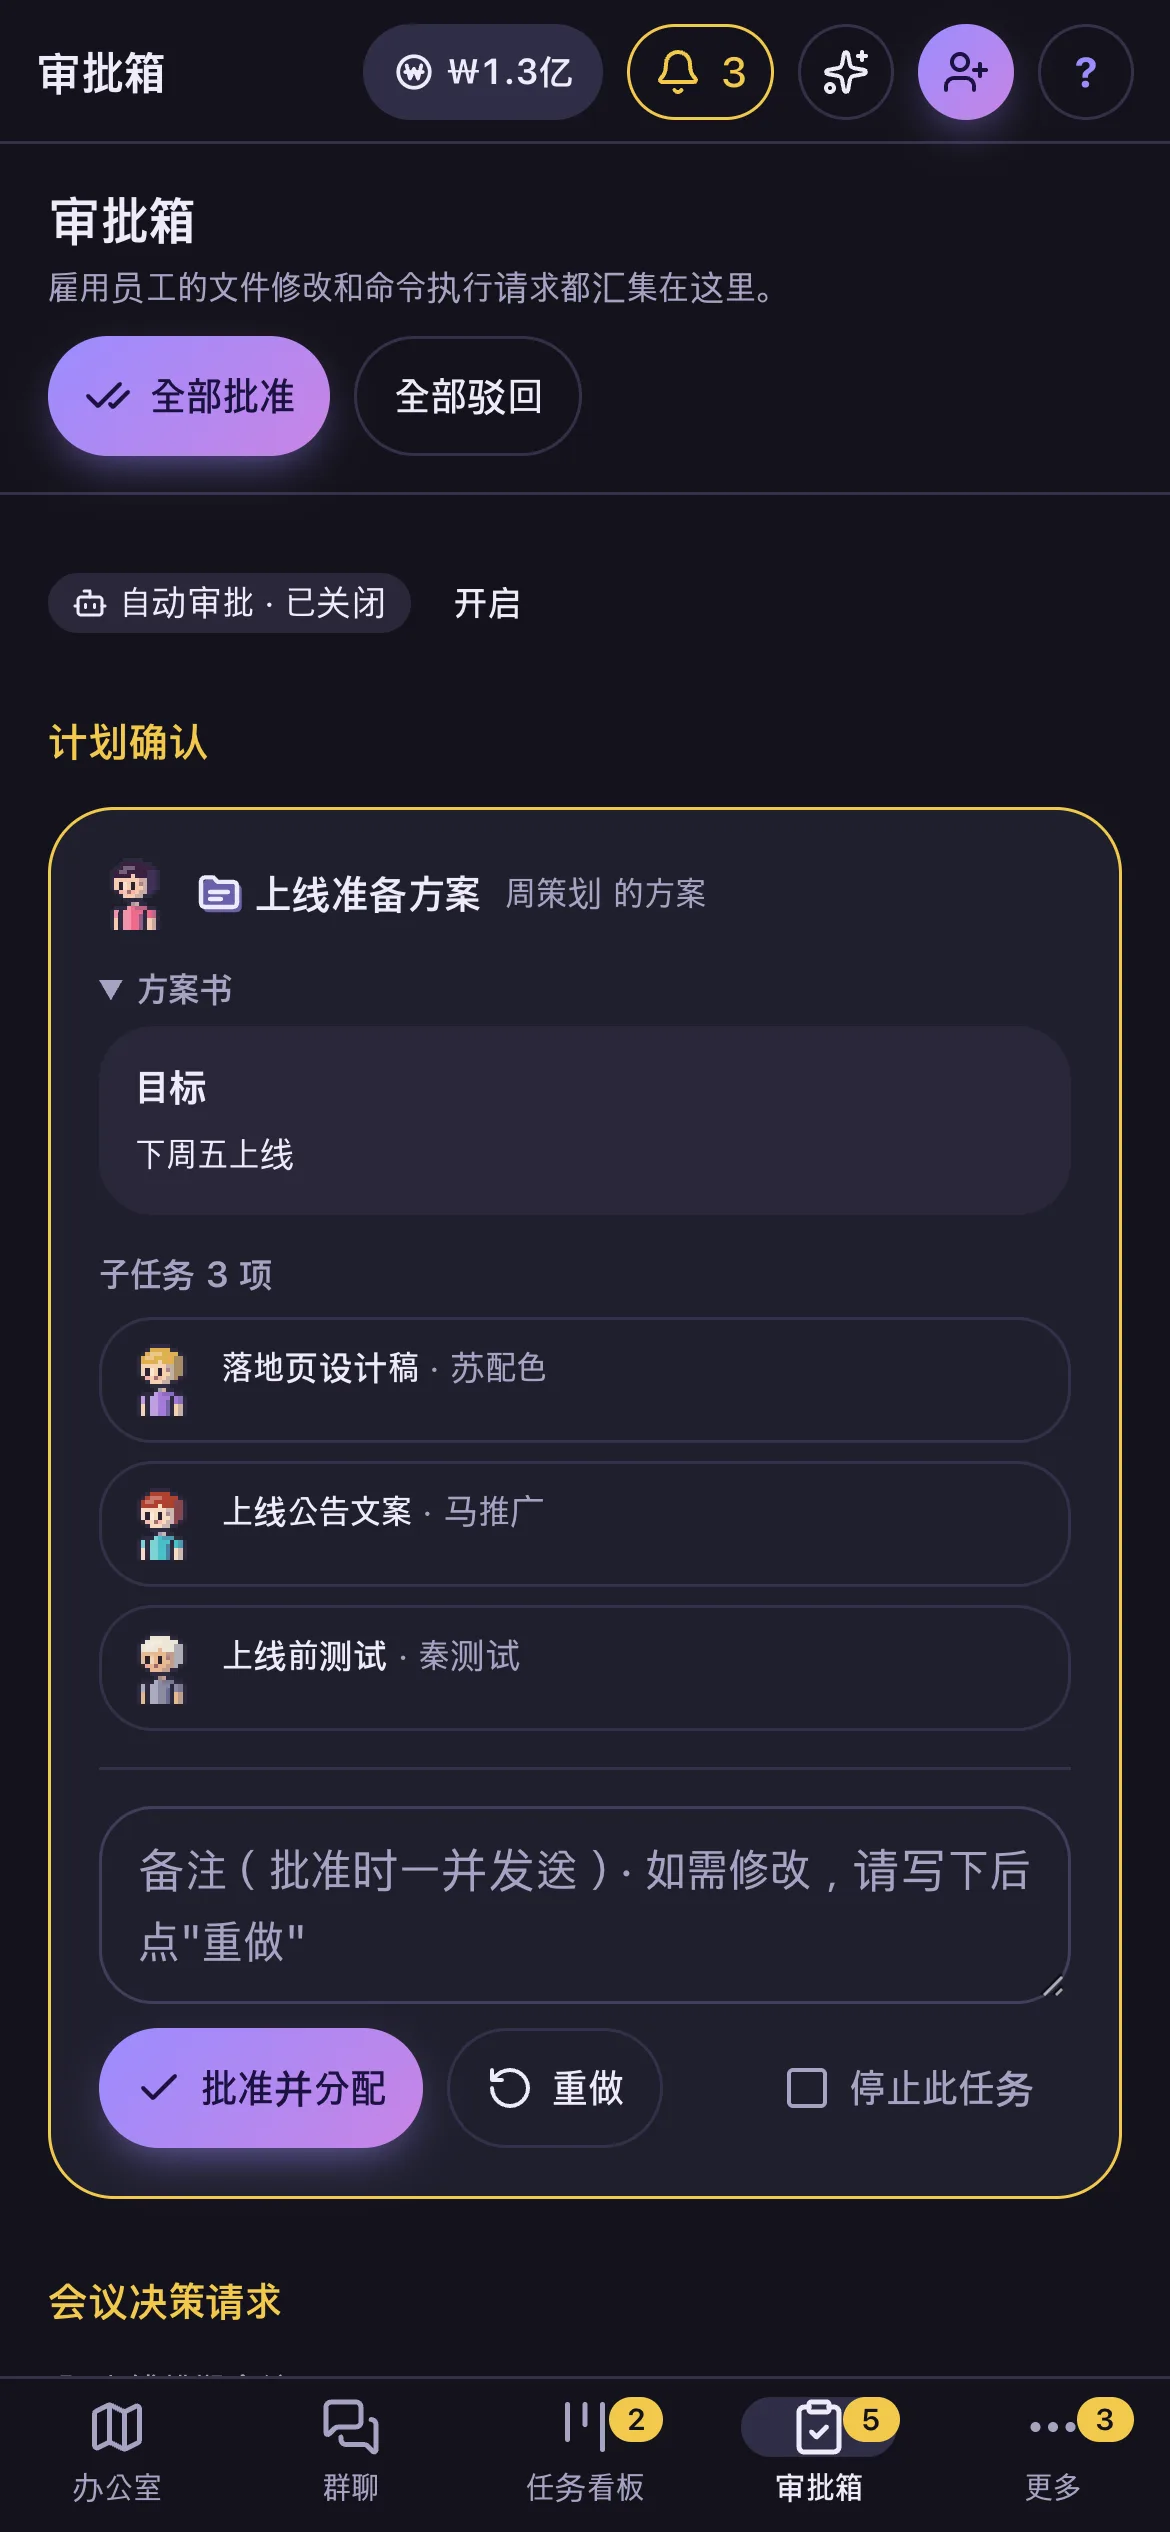 审批箱
₩1.3亿
3
?
审批箱
雇用员工的文件修改和命令执行请求都汇集在这里。
全部批准
全部驳回
自动审批 · 已关闭
开启
计划确认
上线准备方案 周策划 的方案
▼ 方案书
目标
下周五上线
子任务 3 项
落地页设计稿 · 苏配色
上线公告文案 · 马推广
上线前测试 · 秦测试
备注（批准时一并发送）· 如需修改，请写下后
点"重做"
批准并分配
重做
停止此任务
会议决策请求
2
5
3
办公室
群聊
任务看板
审批箱
更多